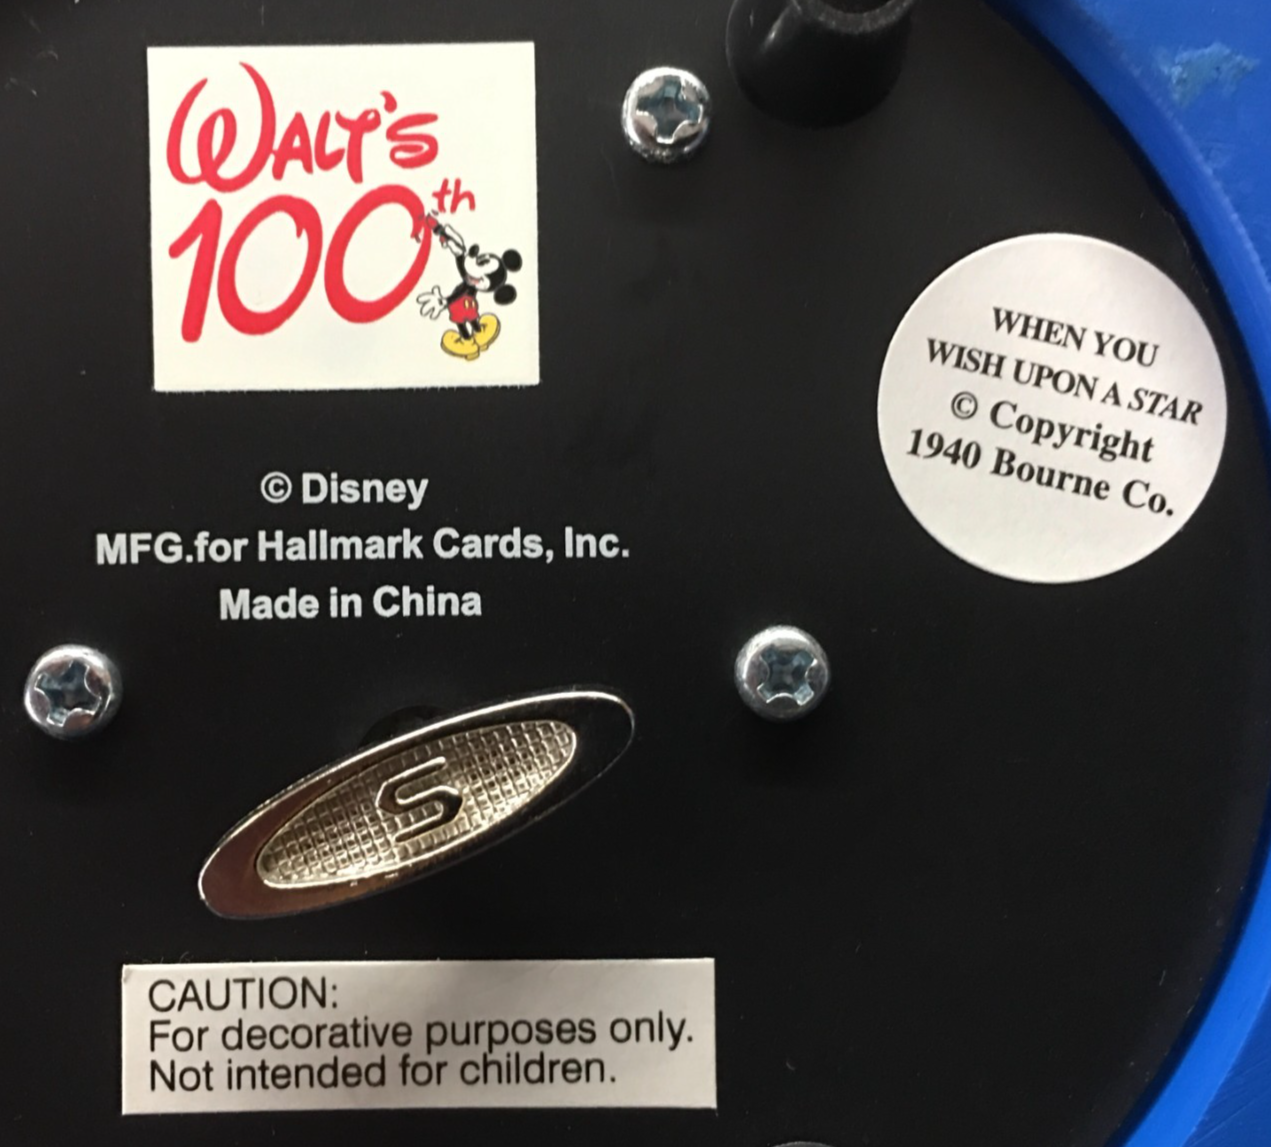 WALT'S
100th
WHEN YOU
WISH UPON A STAR
© Copyright
1940 Bourne Co.
© Disney
MFG.for Hallmark Cards, Inc.
Made in China
S
CAUTION:
For decorative purposes only.
Not intended for children.